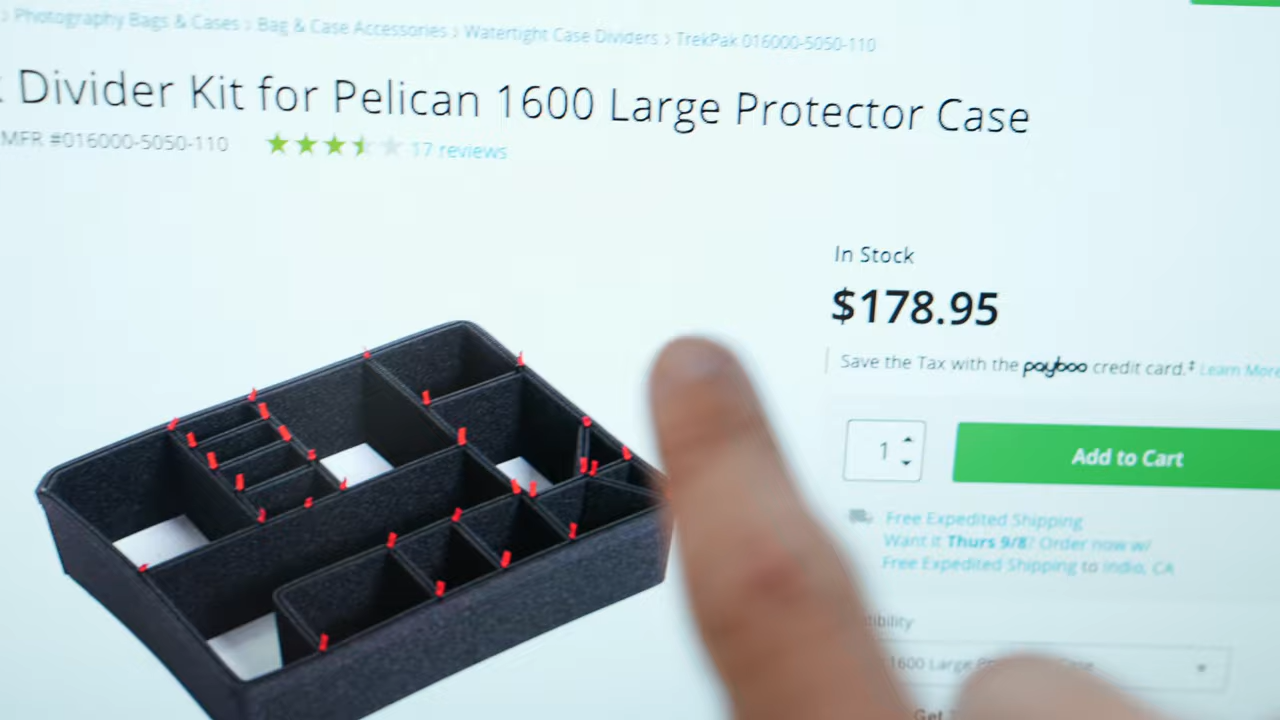 › Photography Bags & Cases › Bag & Case Accessories › Watertight Case Dividers › TrekPak 016000-5050-110
Divider Kit for Pelican 1600 Large Protector Case
MFR #016000-5050-110 17 reviews
In Stock
$178.95
Save the Tax with the payboo credit card.‡ Learn More
1
Add to Cart
Free Expedited Shipping
Want it Thurs 9/8? Order now w/
Free Expedited Shipping to Indio, CA
1600 Large
Get